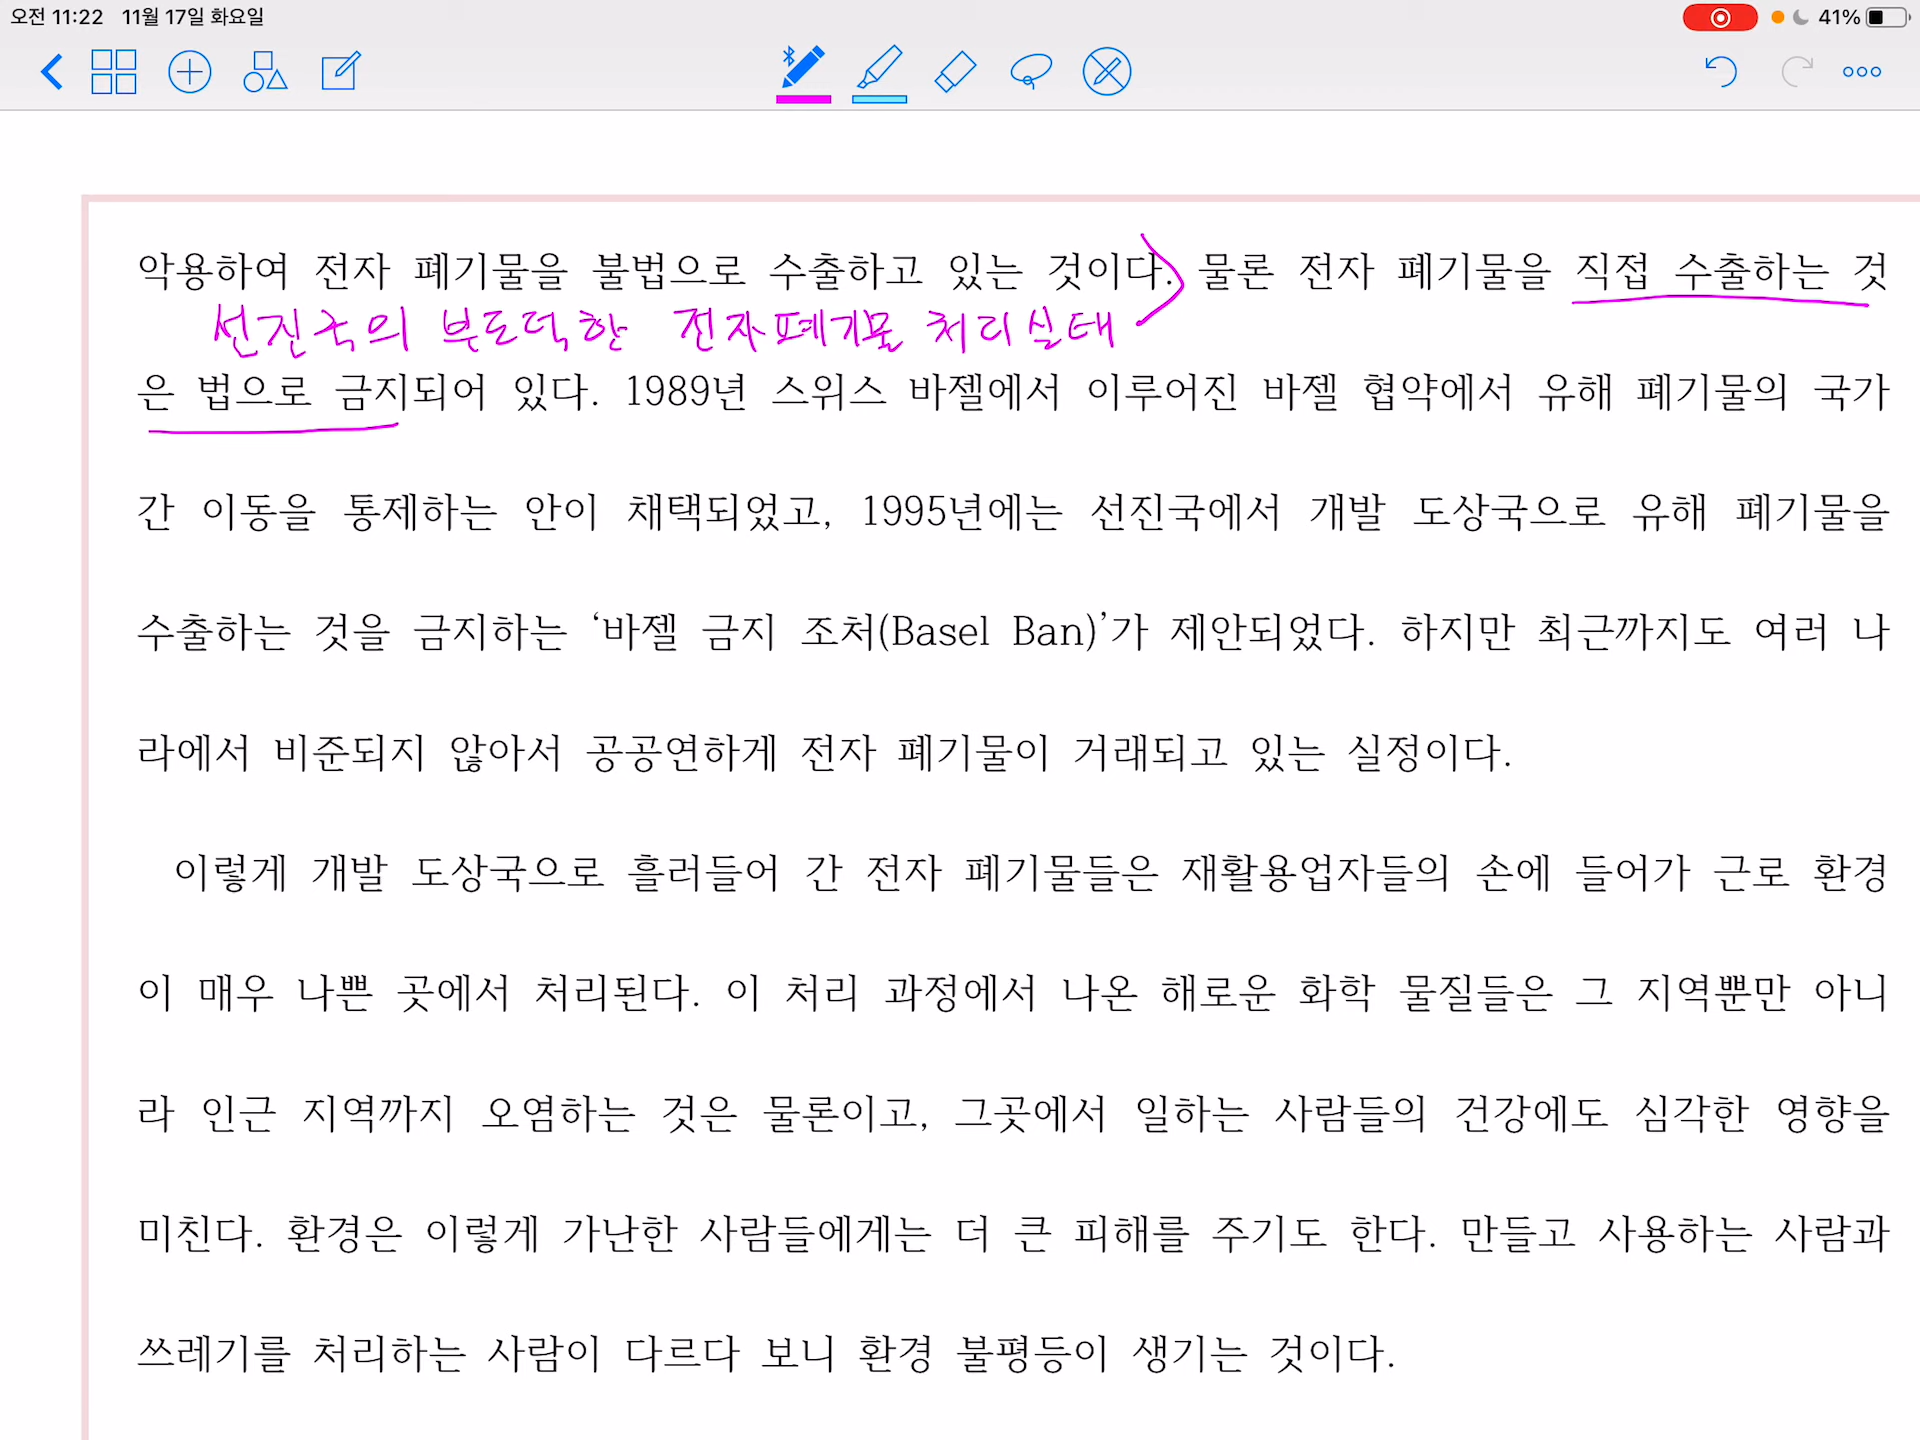 오전 11:22 11월 17일 화요일
41%
악용하여 전자 폐기물을 불법으로 수출하고 있는 것이다. 물론 전자 폐기물을 직접 수출하는 것
선진국의 부도덕한 전자폐기물 처리실태
은 법으로 금지되어 있다. 1989년 스위스 바젤에서 이루어진 바젤 협약에서 유해 폐기물의 국가
간 이동을 통제하는 안이 채택되었고, 1995년에는 선진국에서 개발 도상국으로 유해 폐기물을
수출하는 것을 금지하는 ‘바젤 금지 조처(Basel Ban)’가 제안되었다. 하지만 최근까지도 여러 나
라에서 비준되지 않아서 공공연하게 전자 폐기물이 거래되고 있는 실정이다.
이렇게 개발 도상국으로 흘러들어 간 전자 폐기물들은 재활용업자들의 손에 들어가 근로 환경
이 매우 나쁜 곳에서 처리된다. 이 처리 과정에서 나온 해로운 화학 물질들은 그 지역뿐만 아니
라 인근 지역까지 오염하는 것은 물론이고, 그곳에서 일하는 사람들의 건강에도 심각한 영향을
미친다. 환경은 이렇게 가난한 사람들에게는 더 큰 피해를 주기도 한다. 만들고 사용하는 사람과
쓰레기를 처리하는 사람이 다르다 보니 환경 불평등이 생기는 것이다.